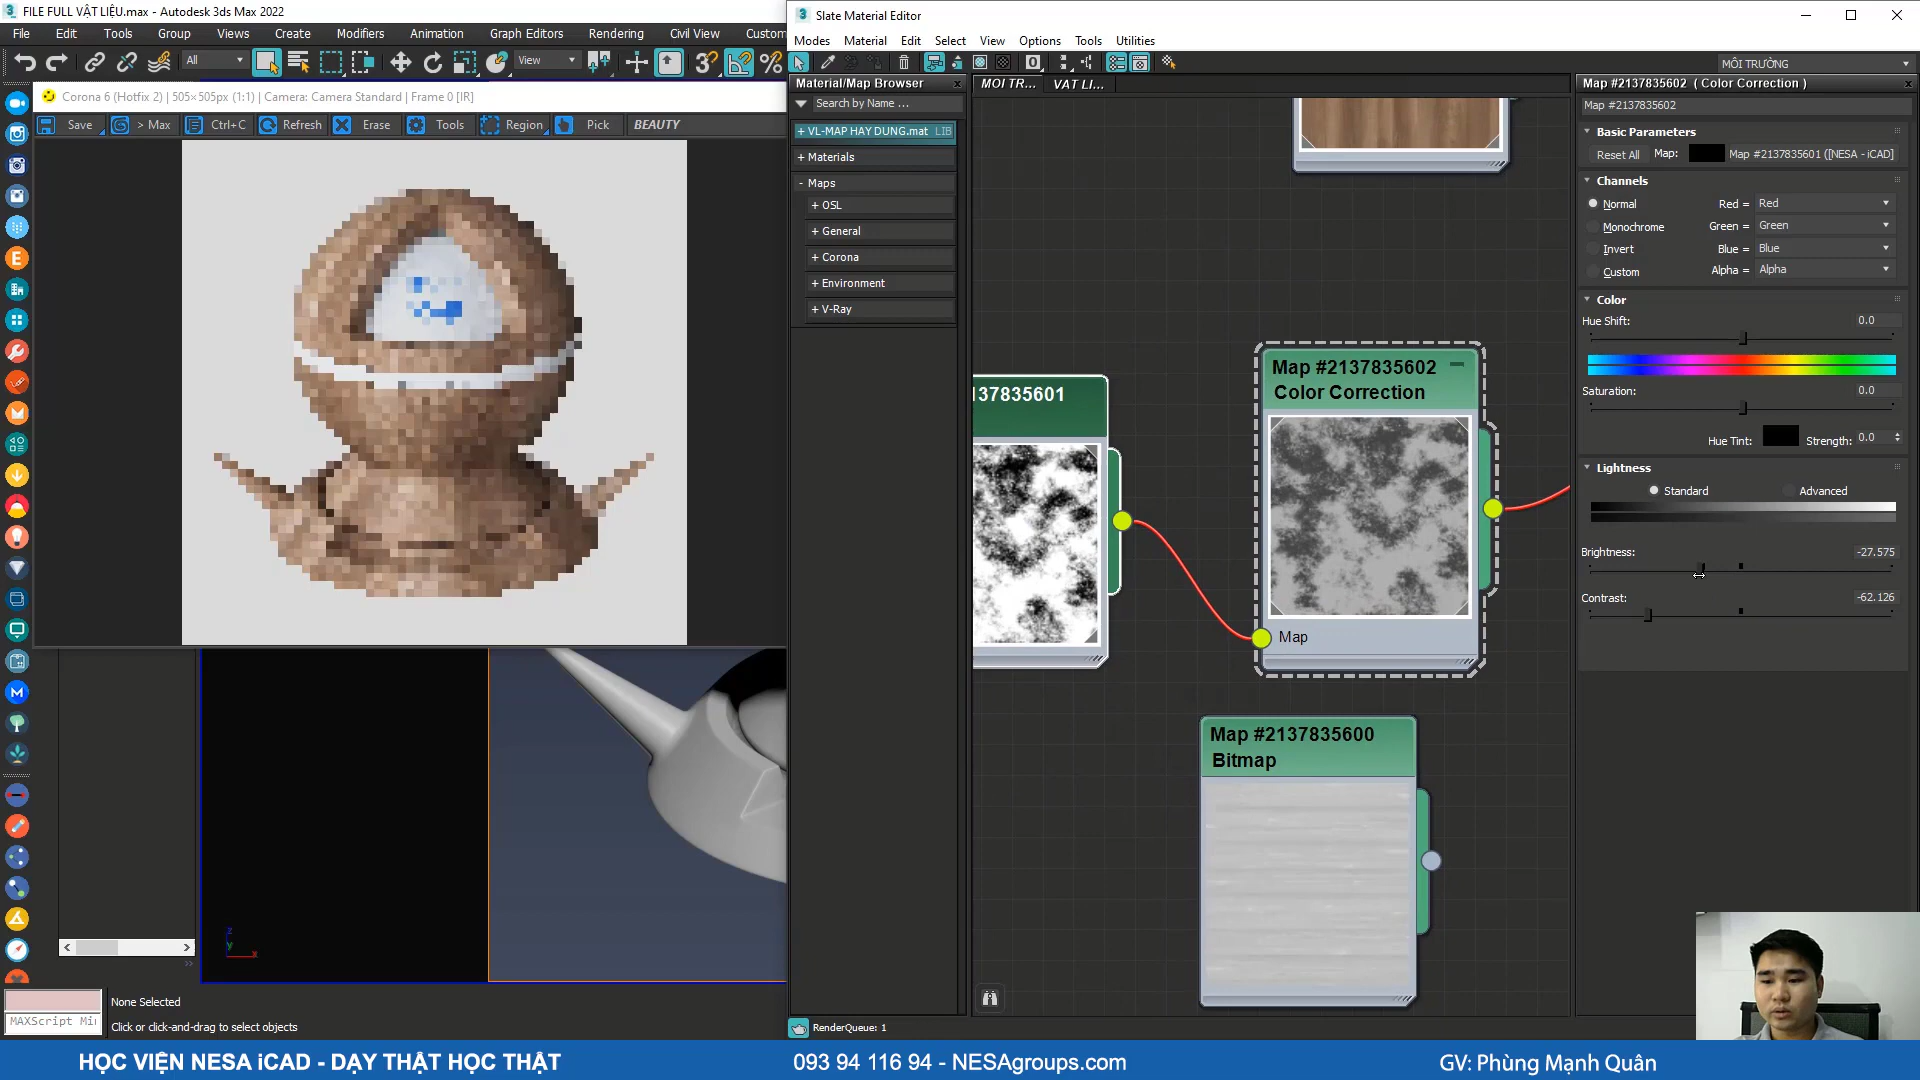 FILE FULL VẬT LIỆU.max - Autodesk 3ds Max 2022
File Edit Tools Group Views Create Modifiers Animation Graph Editors Rendering Civil View Custom
All View
Corona 6 (Hotfix 2) | 505×505px (1:1) | Camera: Camera Standard | Frame 0 [IR]
Save > Max Ctrl+C Refresh Erase Tools Region Pick BEAUTY
None Selected
MAXScript Mi
Click or click-and-drag to select objects
Slate Material Editor
Modes Material Edit Select View Options Tools Utilities
MÔI TRƯỜNG
Material/Map Browser
Search by Name ...
+ VL-MAP HAY DUNG.mat LIB
+ Materials
- Maps
+ OSL
+ General
+ Corona
+ Environment
+ V-Ray
MOI TR... VAT LI...
137835601
Map #2137835602
Color Correction
Map
Map #2137835600
Bitmap
RenderQueue: 1
Map #2137835602 ( Color Correction )
Map #2137835602
Basic Parameters
Reset All Map: Map #2137835601 ([NESA - iCAD]
Channels
Normal Red = Red
Monochrome Green = Green
Invert Blue = Blue
Custom Alpha = Alpha
Color
Hue Shift: 0.0
Saturation: 0.0
Hue Tint: Strength: 0.0
Lightness
Standard Advanced
Brightness: -27.575
Contrast: -62.126
HỌC VIỆN NESA iCAD - DẠY THẬT HỌC THẬT
093 94 116 94 - NESAgroups.com
GV: Phùng Mạnh Quân